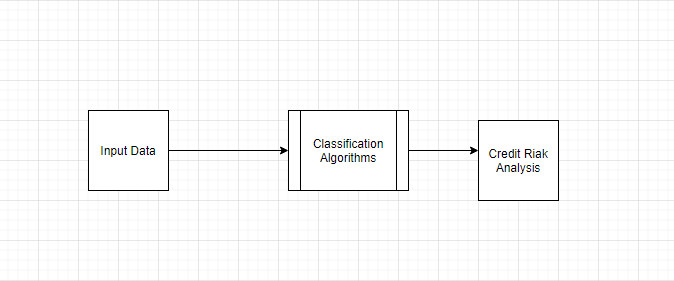 Input Data
Classification
Algorithms
Credit Riak
Analysis